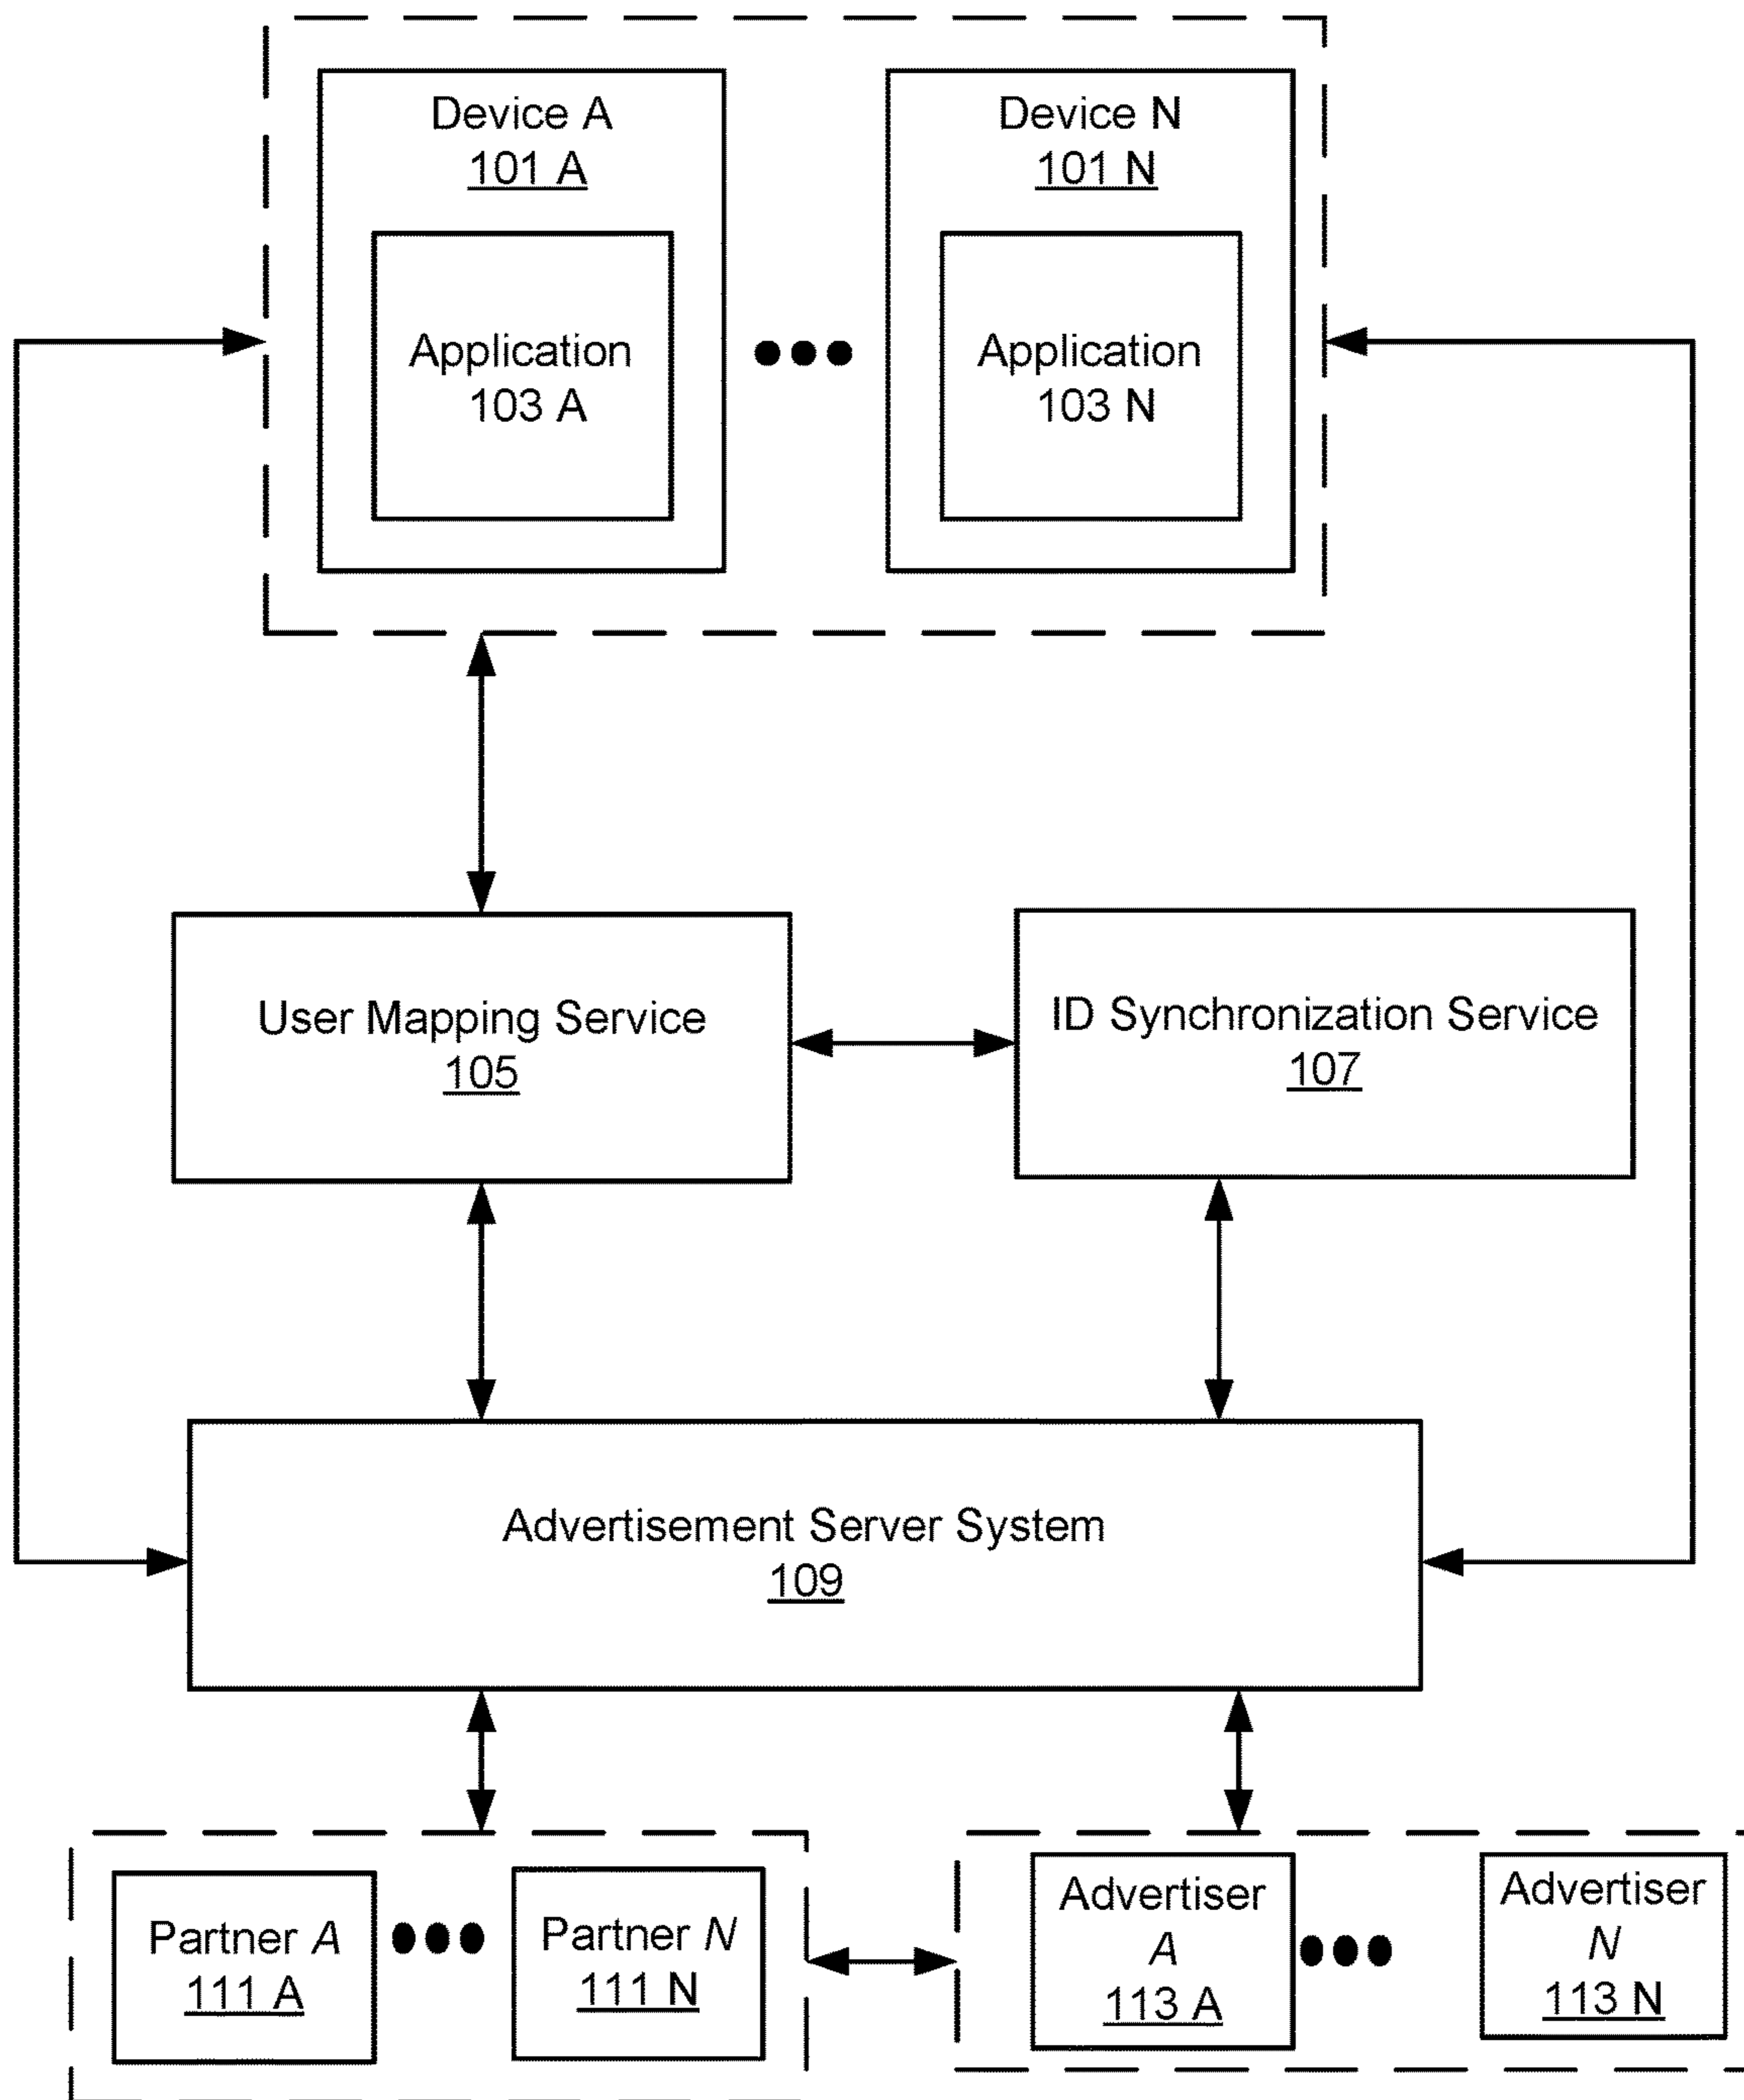 Device A
101 A
Device N
101 N
Application
103 A
Application
103 N
User Mapping Service
105
ID Synchronization Service
107
Advertisement Server System
109
Partner A
111 A
Partner N
111 N
Advertiser
A
113 A
Advertiser
N
113 N